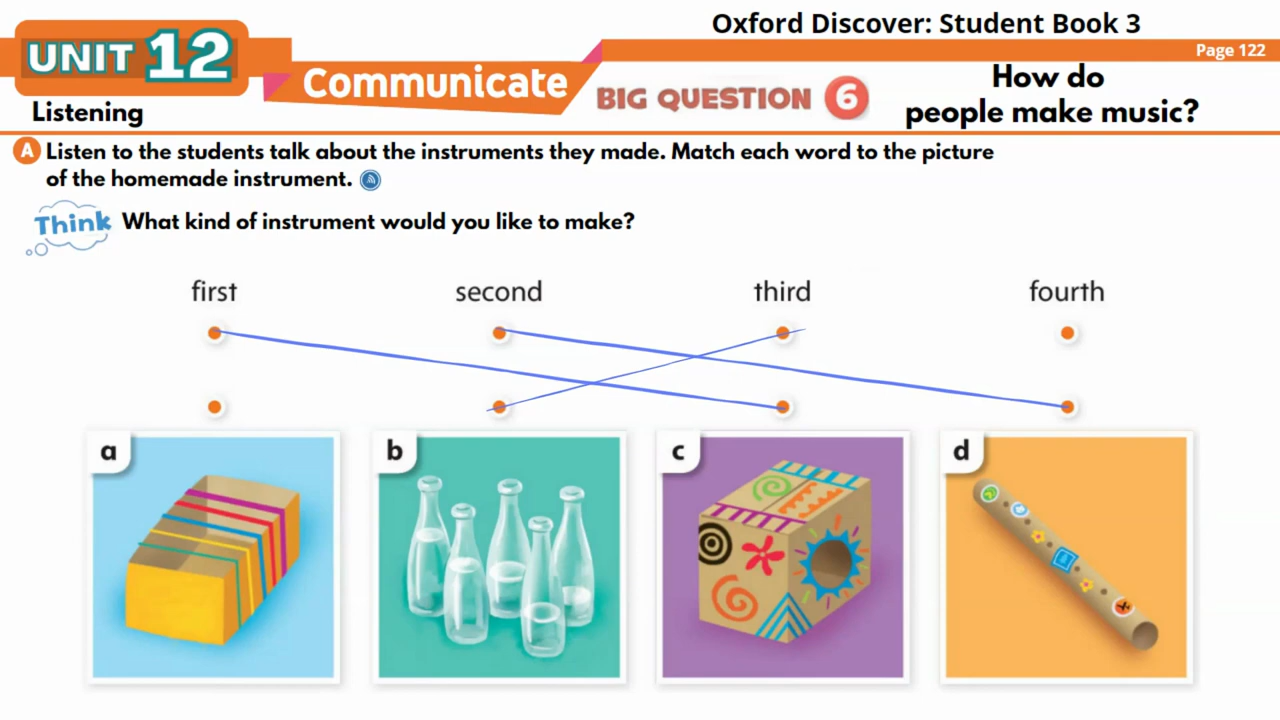 Oxford Discover: Student Book 3
UNIT 12
Page 122
Communicate
BIG QUESTION 6
How do
people make music?
Listening
A Listen to the students talk about the instruments they made. Match each word to the picture
of the homemade instrument.
Think What kind of instrument would you like to make?
first second third fourth
a b c d